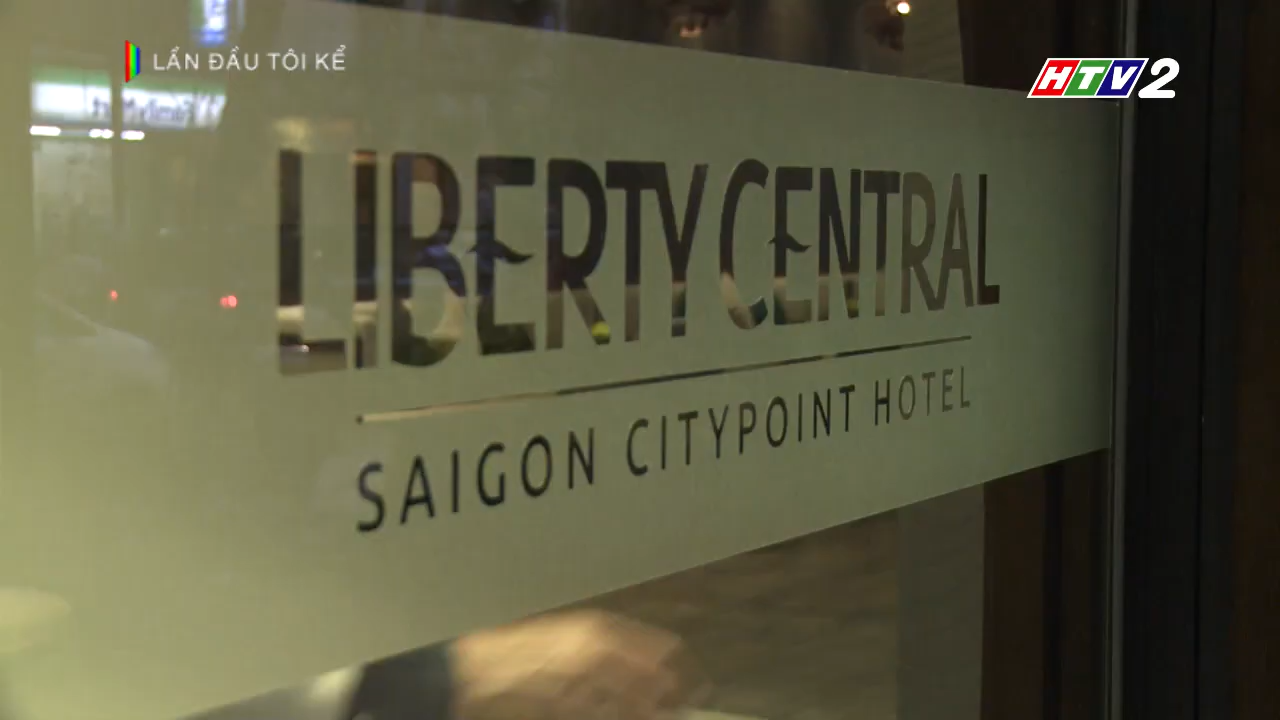 LẦN ĐẦU TÔI KỂ
HTV2
LIBERTY CENTRAL
SAIGON CITYPOINT HOTEL